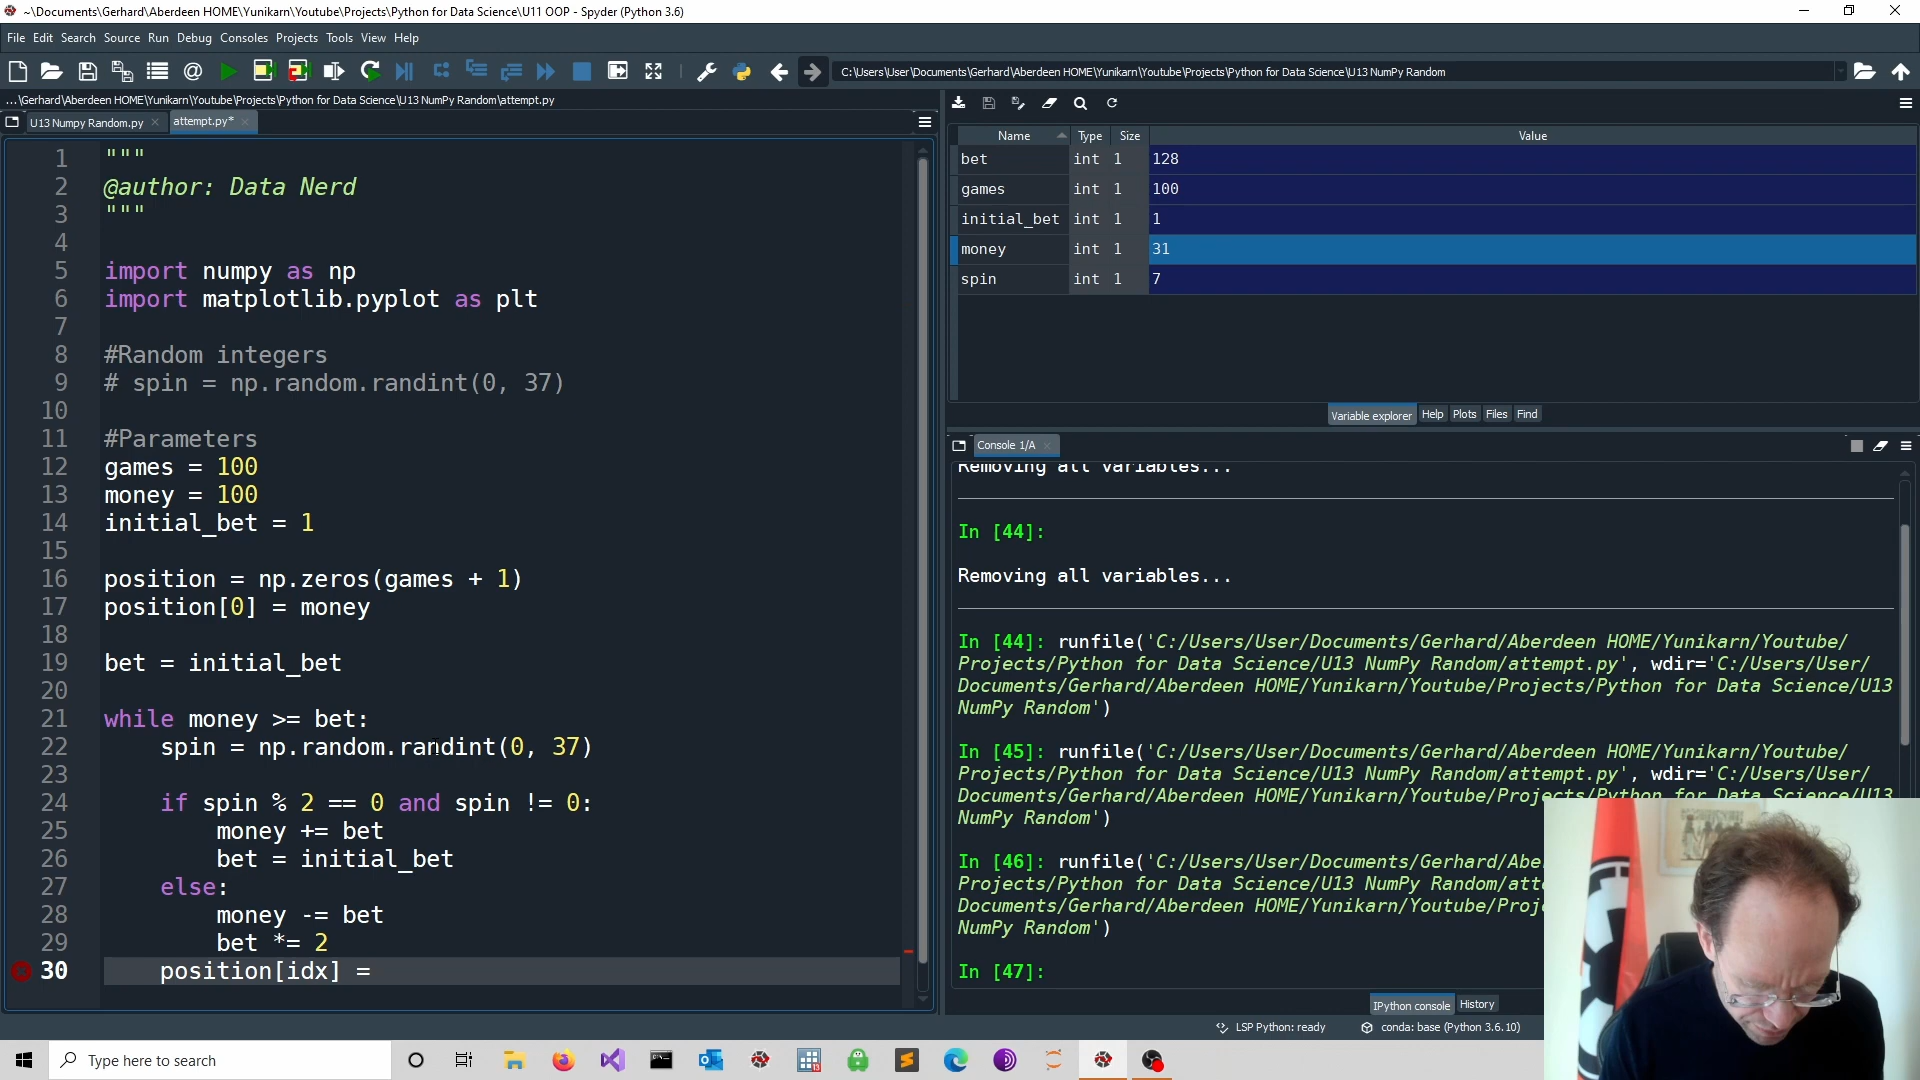 ~\Documents\Gerhard\Aberdeen HOME\Yunikarn\Youtube\Projects\Python for Data Science\U11 OOP - Spyder (Python 3.6)
File Edit Search Source Run Debug Consoles Projects Tools View Help
C:\Users\User\Documents\Gerhard\Aberdeen HOME\Yunikarn\Youtube\Projects\Python for Data Science\U13 NumPy Random
...\Gerhard\Aberdeen HOME\Yunikarn\Youtube\Projects\Python for Data Science\U13 NumPy Random\attempt.py
U13 Numpy Random.py
attempt.py*
1 """
2 @author: Data Nerd
3 """
4
5 import numpy as np
6 import matplotlib.pyplot as plt
7
8 #Random integers
9 # spin = np.random.randint(0, 37)
10
11 #Parameters
12 games = 100
13 money = 100
14 initial_bet = 1
15
16 position = np.zeros(games + 1)
17 position[0] = money
18
19 bet = initial_bet
20
21 while money >= bet:
22 spin = np.random.randint(0, 37)
23
24 if spin % 2 == 0 and spin != 0:
25 money += bet
26 bet = initial_bet
27 else:
28 money -= bet
29 bet *= 2
30 position[idx] =
Name Type Size Value
bet int 1 128
games int 1 100
initial_bet int 1 1
money int 1 31
spin int 1 7
Variable explorer Help Plots Files Find
Console 1/A
Removing all variables...
In [44]:
Removing all variables...
In [44]: runfile('C:/Users/User/Documents/Gerhard/Aberdeen HOME/Yunikarn/Youtube/
Projects/Python for Data Science/U13 NumPy Random/attempt.py', wdir='C:/Users/User/
Documents/Gerhard/Aberdeen HOME/Yunikarn/Youtube/Projects/Python for Data Science/U13
NumPy Random')
In [45]: runfile('C:/Users/User/Documents/Gerhard/Aberdeen HOME/Yunikarn/Youtube/
Projects/Python for Data Science/U13 NumPy Random/attempt.py', wdir='C:/Users/User/
Documents/Gerhard/Aberdeen HOME/Yunikarn/Youtube/Projects/Python for Data Science/U13
NumPy Random')
In [46]: runfile('C:/Users/User/Documents/Gerhard/Abe
Projects/Python for Data Science/U13 NumPy Random/att
Documents/Gerhard/Aberdeen HOME/Yunikarn/Youtube/Proj
NumPy Random')
In [47]:
IPython console History
LSP Python: ready conda: base (Python 3.6.10)
Type here to search